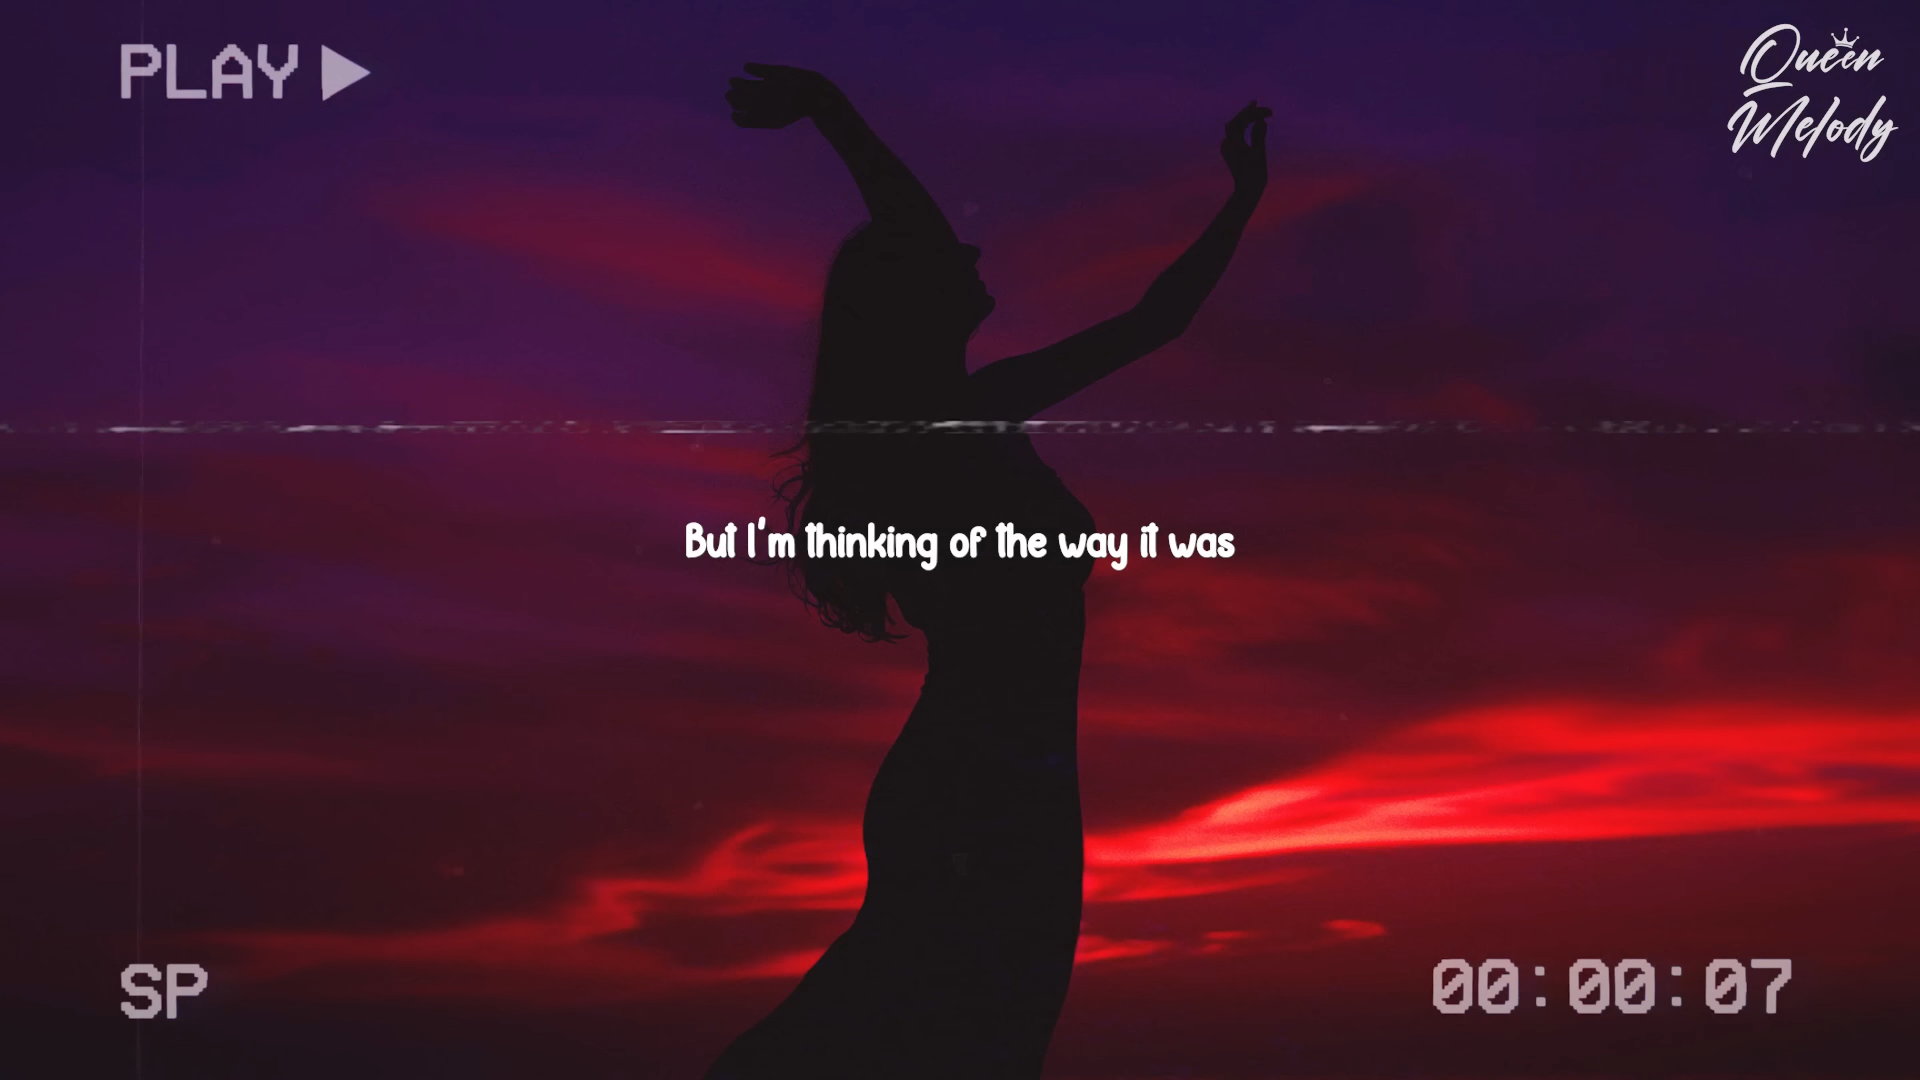 PLAY
Queen
Melody
But I'm thinking of the way it was
SP
00:00:07